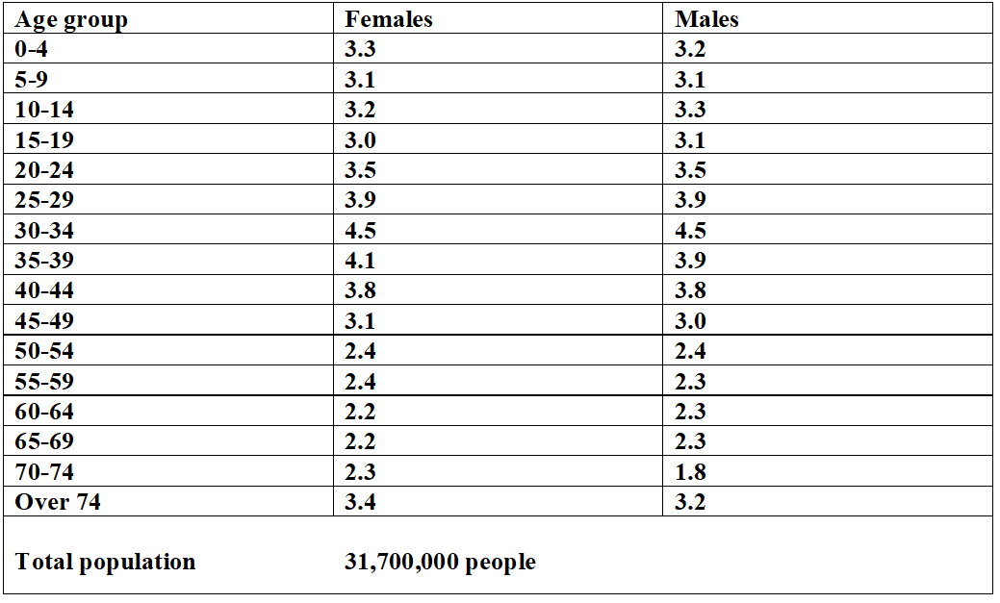 Age group Females Males
0-4 3.3 3.2
5-9 3.1 3.1
10-14 3.2 3.3
15-19 3.0 3.1
20-24 3.5 3.5
25-29 3.9 3.9
30-34 4.5 4.5
35-39 4.1 3.9
40-44 3.8 3.8
45-49 3.1 3.0
50-54 2.4 2.4
55-59 2.4 2.3
60-64 2.2 2.3
65-69 2.2 2.3
70-74 2.3 1.8
Over 74 3.4 3.2
Total population 31,700,000 people